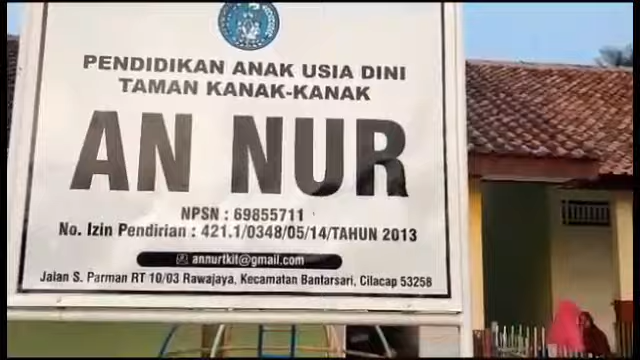 PENDIDIKAN ANAK USIA DINI
TAMAN KANAK-KANAK
AN NUR
NPSN : 69855711
No. Izin Pendirian : 421.1/0348/05/14/TAHUN 2013
annurtkit@gmail.com
Jalan S. Parman RT 10/03 Rawajaya, Kecamatan Bantarsari, Cilacap 53258